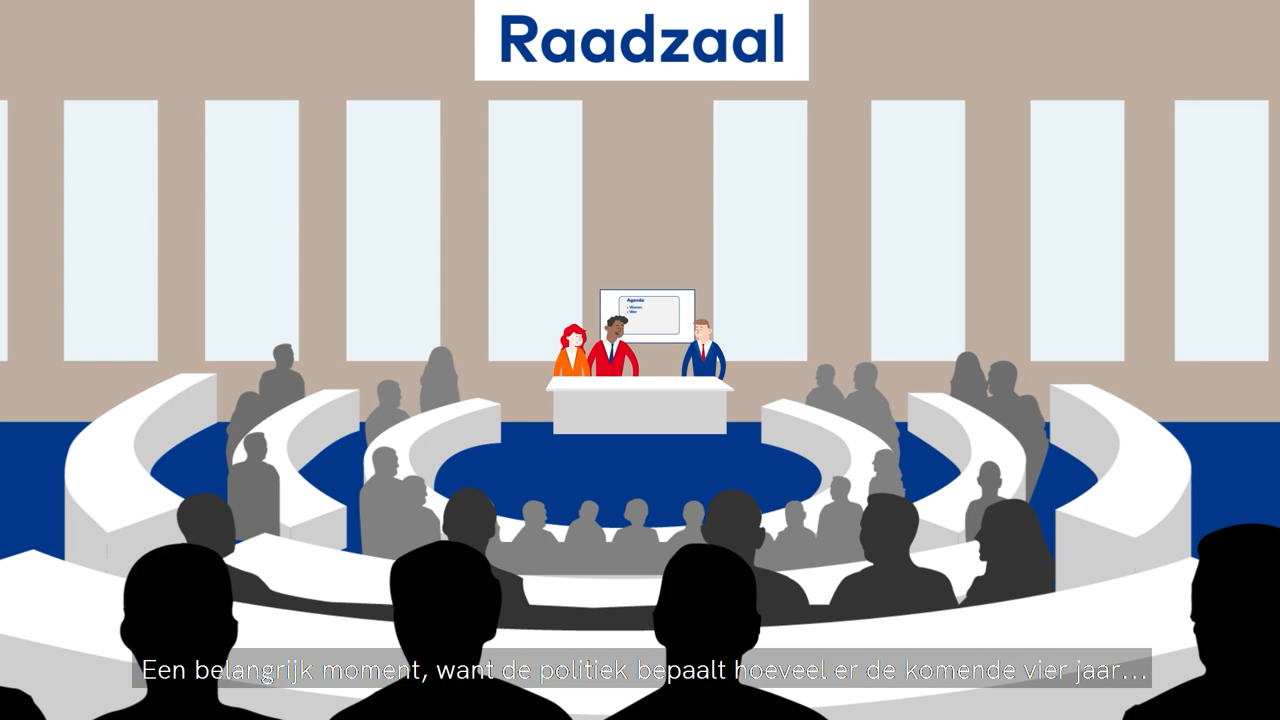 Raadzaal
Agenda
Een belangrijk moment, want de politiek bepaalt hoeveel er de komende vier jaar...